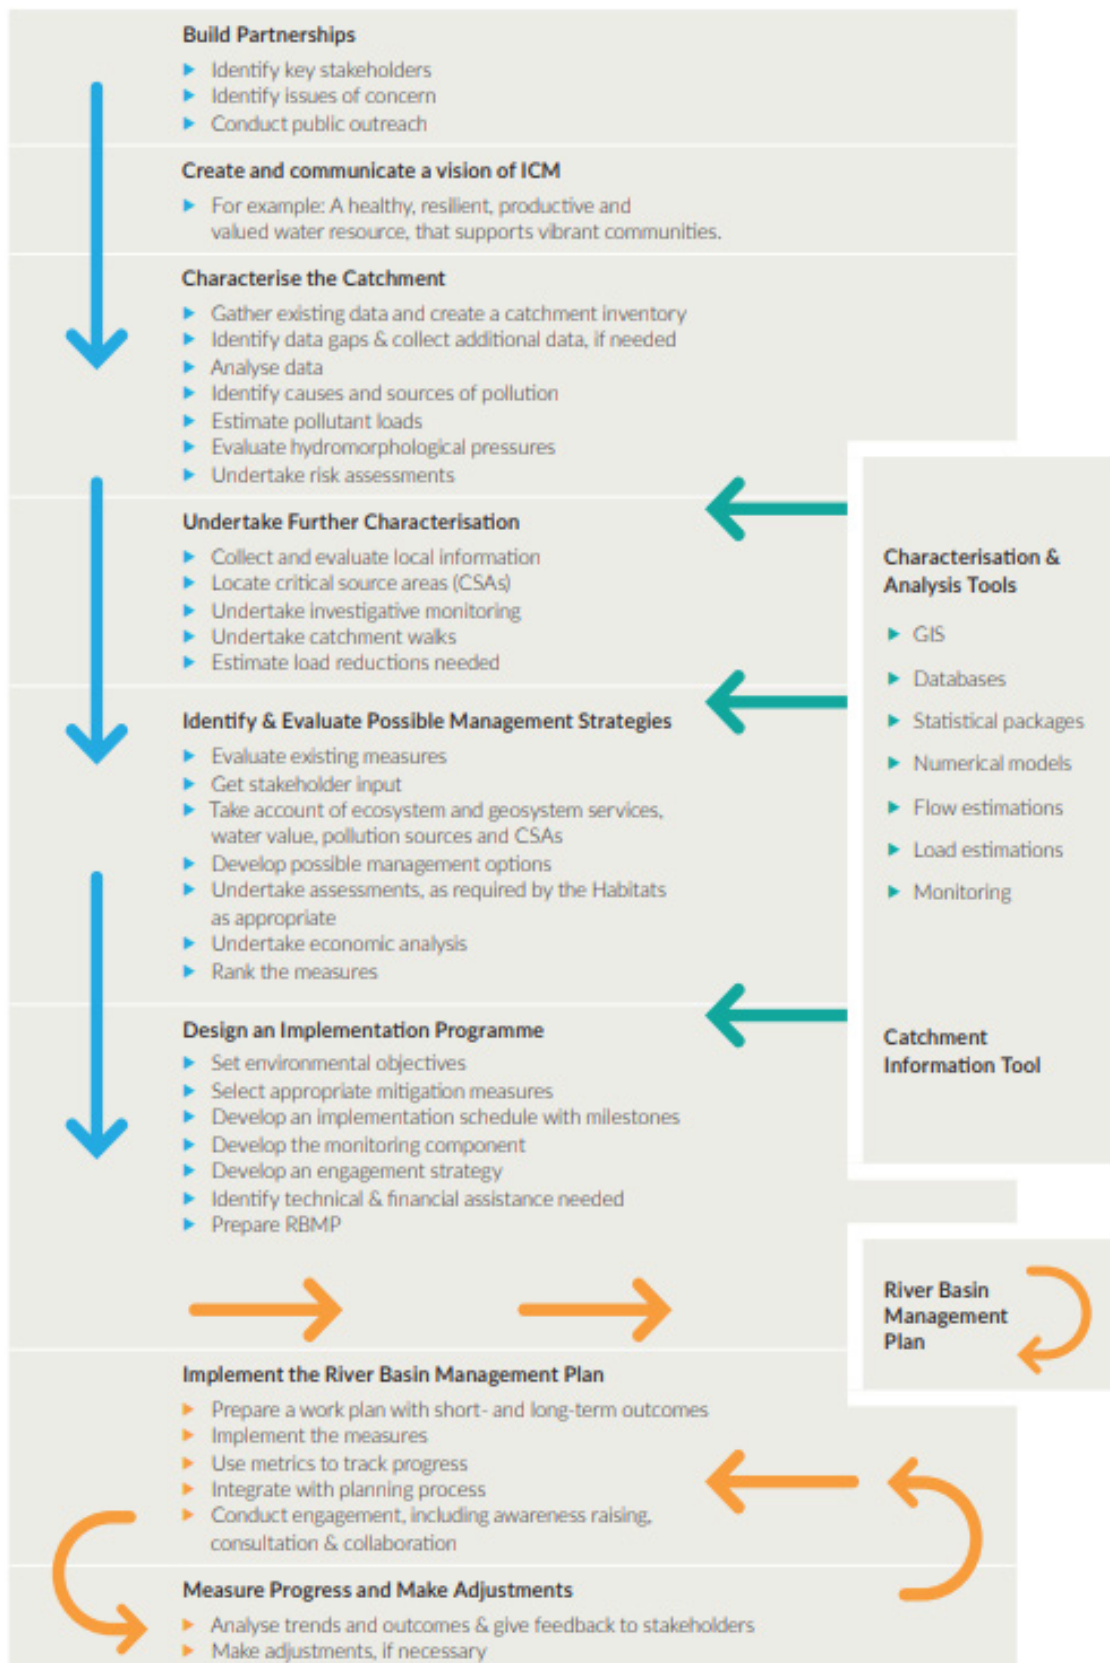 Build Partnerships
Identify key stakeholders
Identify issues of concern
Conduct public outreach
Create and communicate a vision of ICM
For example: A healthy, resilient, productive and
valued water resource, that supports vibrant communities.
Characterise the Catchment
Gather existing data and create a catchment inventory
Identify data gaps & collect additional data, if needed
Analyse data
Identify causes and sources of pollution
Estimate pollutant loads
Evaluate hydromorphological pressures
Undertake risk assessments
Undertake Further Characterisation
Collect and evaluate local information
Locate critical source areas (CSAs)
Undertake investigative monitoring
Undertake catchment walks
Estimate load reductions needed
Identify & Evaluate Possible Management Strategies
Evaluate existing measures
Get stakeholder input
Take account of ecosystem and geosystem services,
water value, pollution sources and CSAs
Develop possible management options
Undertake assessments, as required by the Habitats
as appropriate
Undertake economic analysis
Rank the measures
Design an Implementation Programme
Set environmental objectives
Select appropriate mitigation measures
Develop an implementation schedule with milestones
Develop the monitoring component
Develop an engagement strategy
Identify technical & financial assistance needed
Prepare RBMP
Characterisation &
Analysis Tools
GIS
Databases
Statistical packages
Numerical models
Flow estimations
Load estimations
Monitoring
Catchment
Information Tool
River Basin
Management
Plan
Implement the River Basin Management Plan
Prepare a work plan with short- and long-term outcomes
Implement the measures
Use metrics to track progress
Integrate with planning process
Conduct engagement, including awareness raising,
consultation & collaboration
Measure Progress and Make Adjustments
Analyse trends and outcomes & give feedback to stakeholders
Make adjustments, if necessary